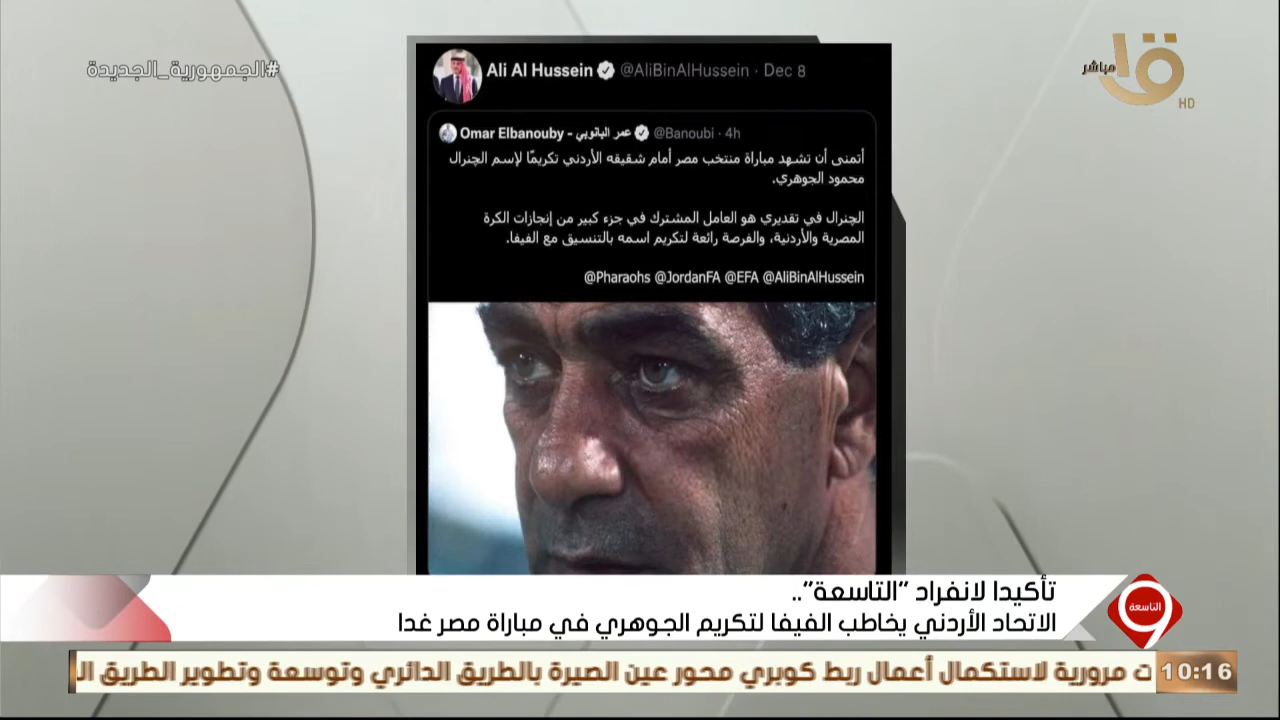 #الجمهورية_الجديدة
مباشر
HD
Ali Al Hussein @AliBinAlHussein · Dec 8
Omar Elbanouby - عمر البانوبي @Banoubi · 4h
أتمنى أن تشهد مباراة منتخب مصر أمام شقيقه الأردني تكريمًا لإسم الچنرال
محمود الجوهري.
الچنرال في تقديري هو العامل المشترك في جزء كبير من إنجازات الكرة
المصرية والأردنية، والفرصة رائعة لتكريم اسمه بالتنسيق مع الفيفا.
@Pharaohs @JordanFA @EFA @AliBinAlHussein
تأكيدا لانفراد "التاسعة"..
الاتحاد الأردني يخاطب الفيفا لتكريم الجوهري في مباراة مصر غدا
التاسعة
9
ت مرورية لاستكمال أعمال ربط كوبري محور عين الصيرة بالطريق الدائري وتوسعة وتطوير الطريق ال
10:16